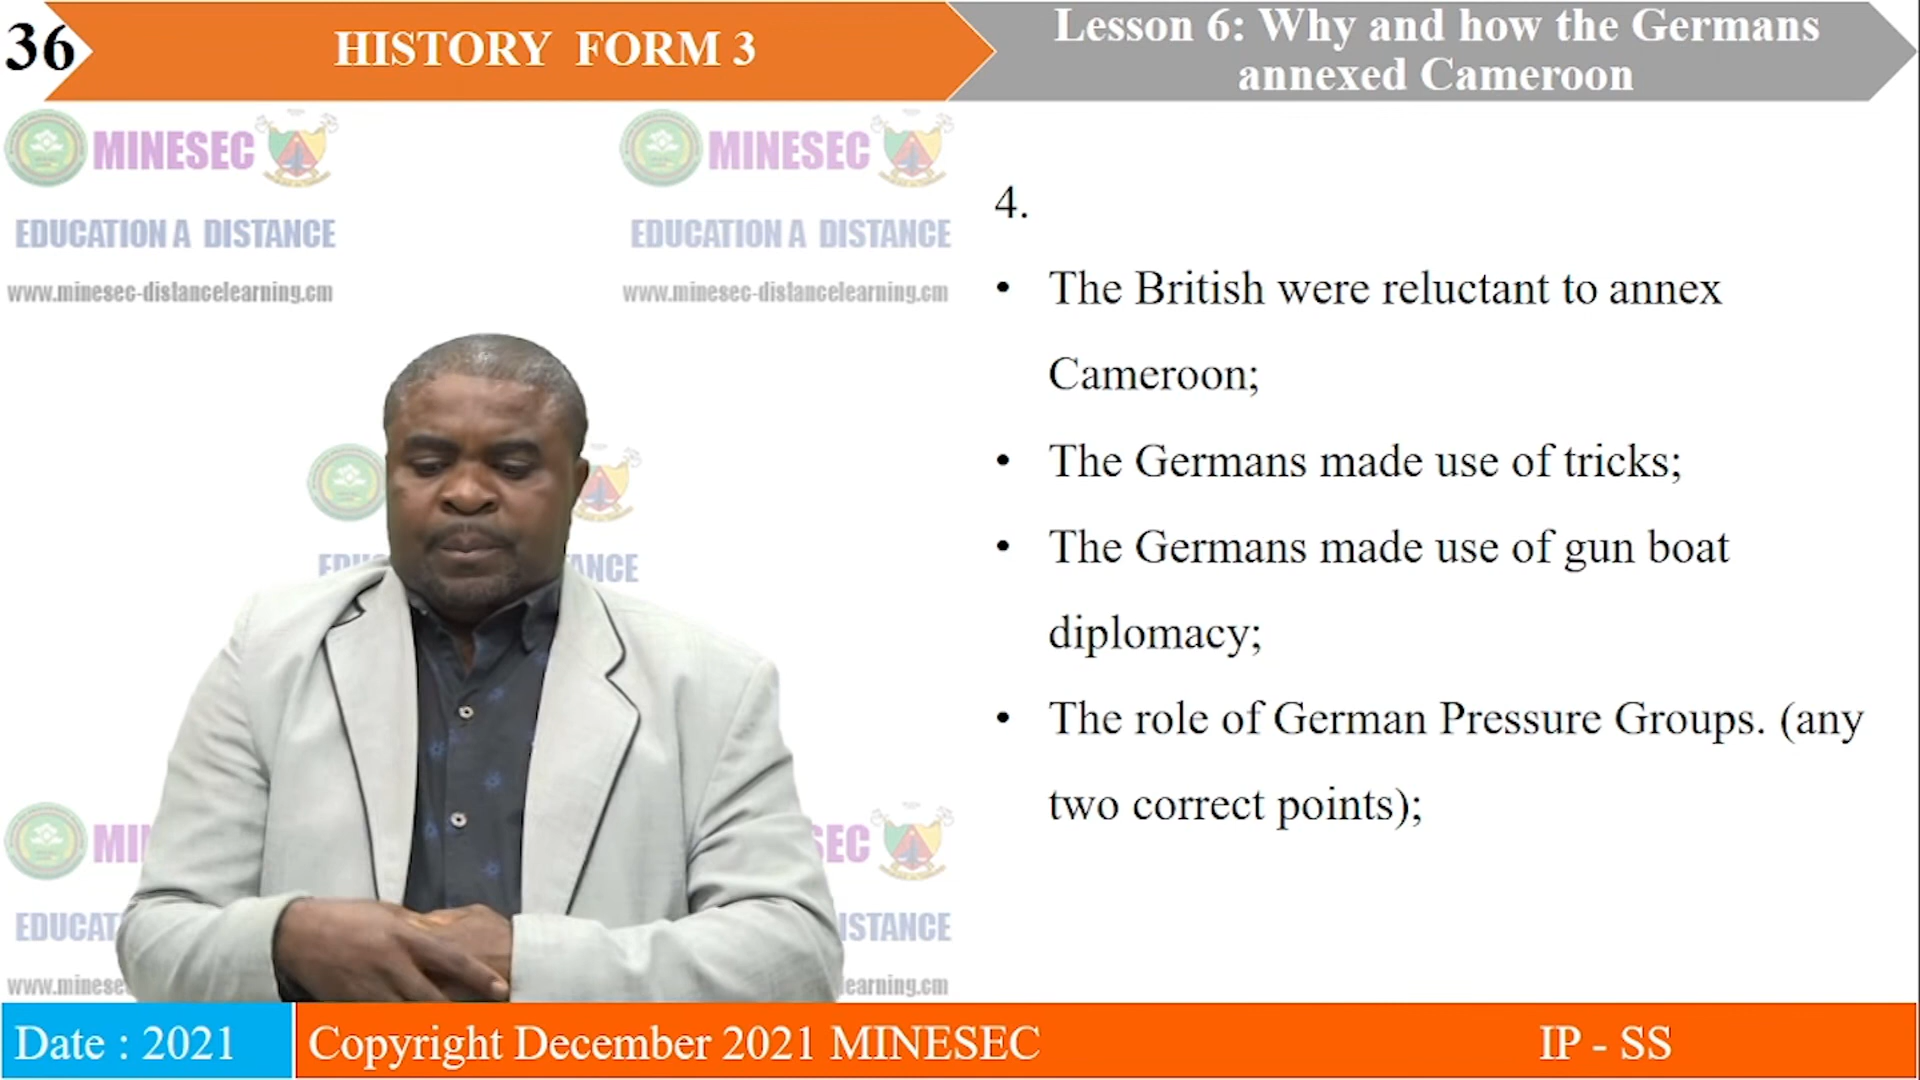 36
HISTORY FORM 3
Lesson 6: Why and how the Germans
annexed Cameroon
MINESEC
EDUCATION A DISTANCE
www.minesec-distancelearning.cm
MINESEC
EDUCATION A DISTANCE
www.minesec-distancelearning.cm
4.
• The British were reluctant to annex
Cameroon;
• The Germans made use of tricks;
• The Germans made use of gun boat
diplomacy;
• The role of German Pressure Groups. (any
two correct points);
Date : 2021
Copyright December 2021 MINESEC
IP - SS